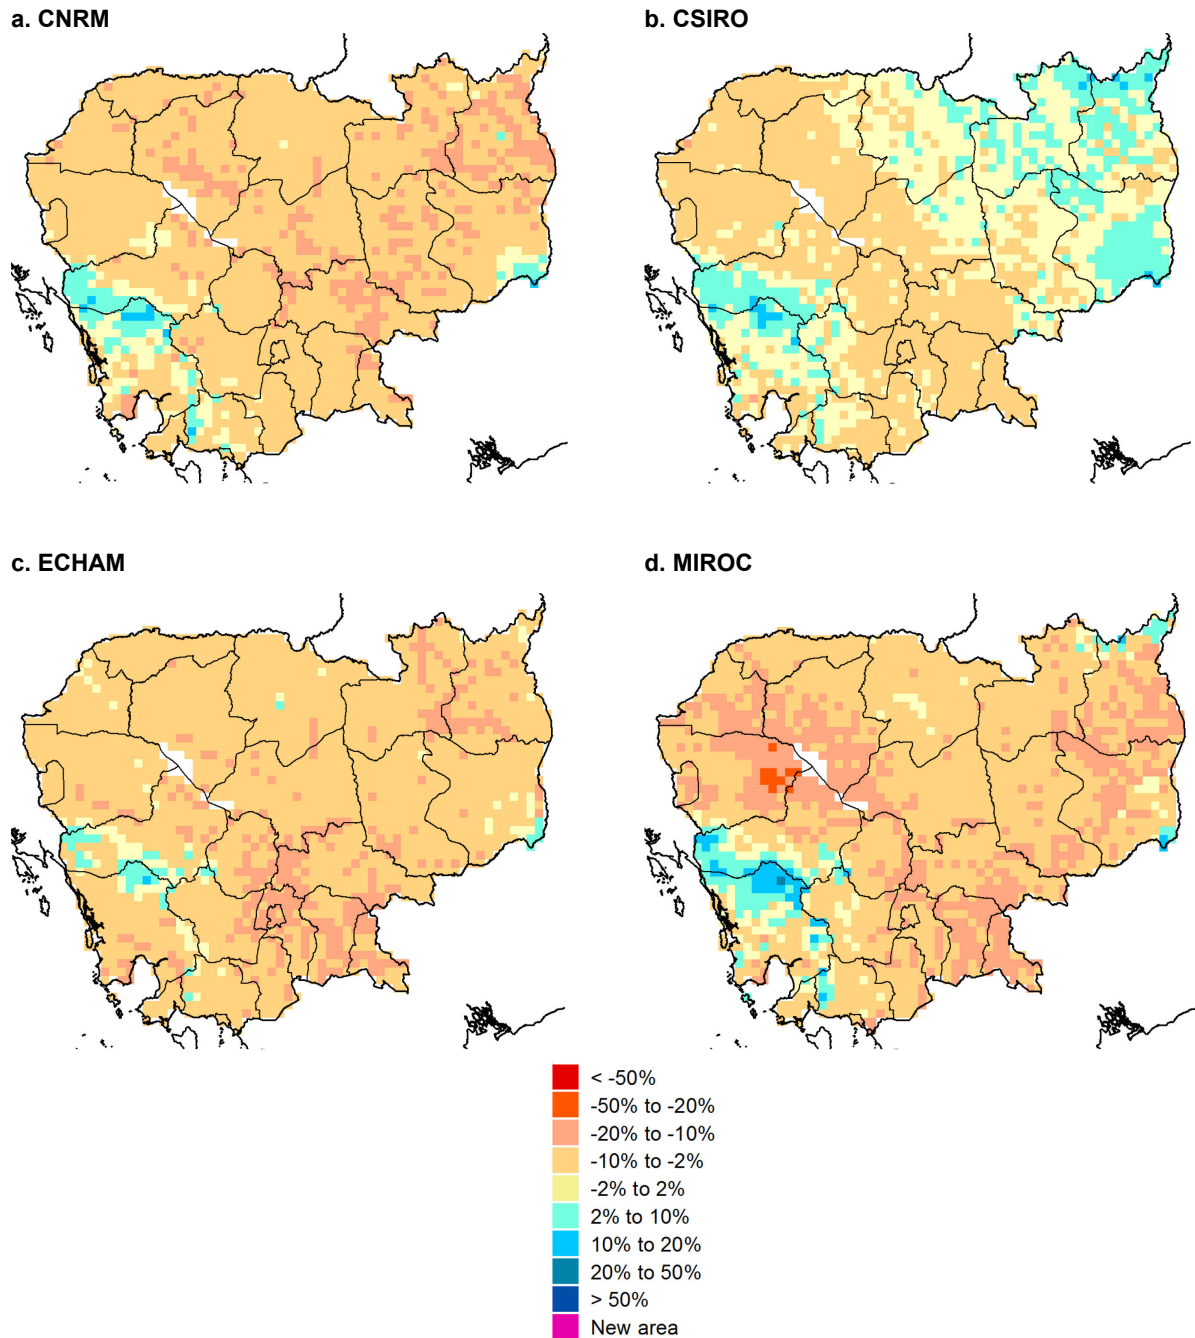 a. CNRM
b. CSIRO
c. ECHAM
d. MIROC
< -50%
-50% to -20%
-20% to -10%
-10% to -2%
-2% to 2%
2% to 10%
10% to 20%
20% to 50%
> 50%
New area